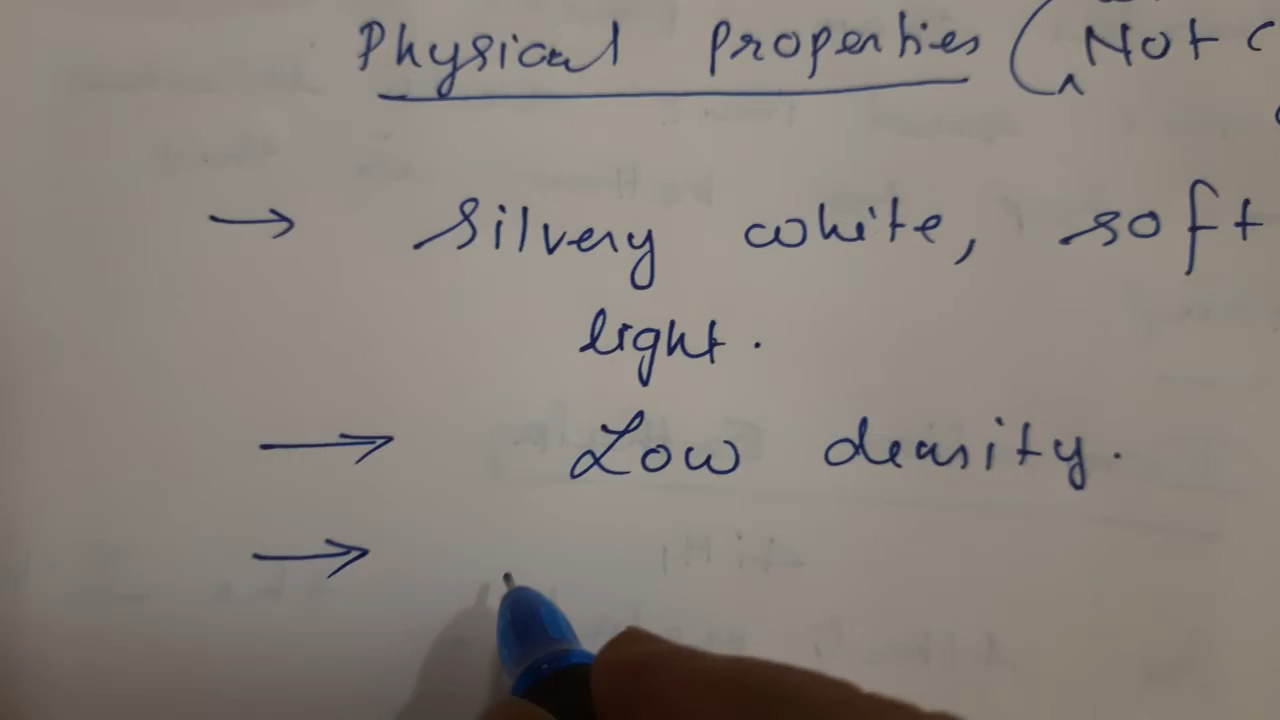 Physical Properties (Not
→ Silvery white, soft
light.
→ Low density.
→